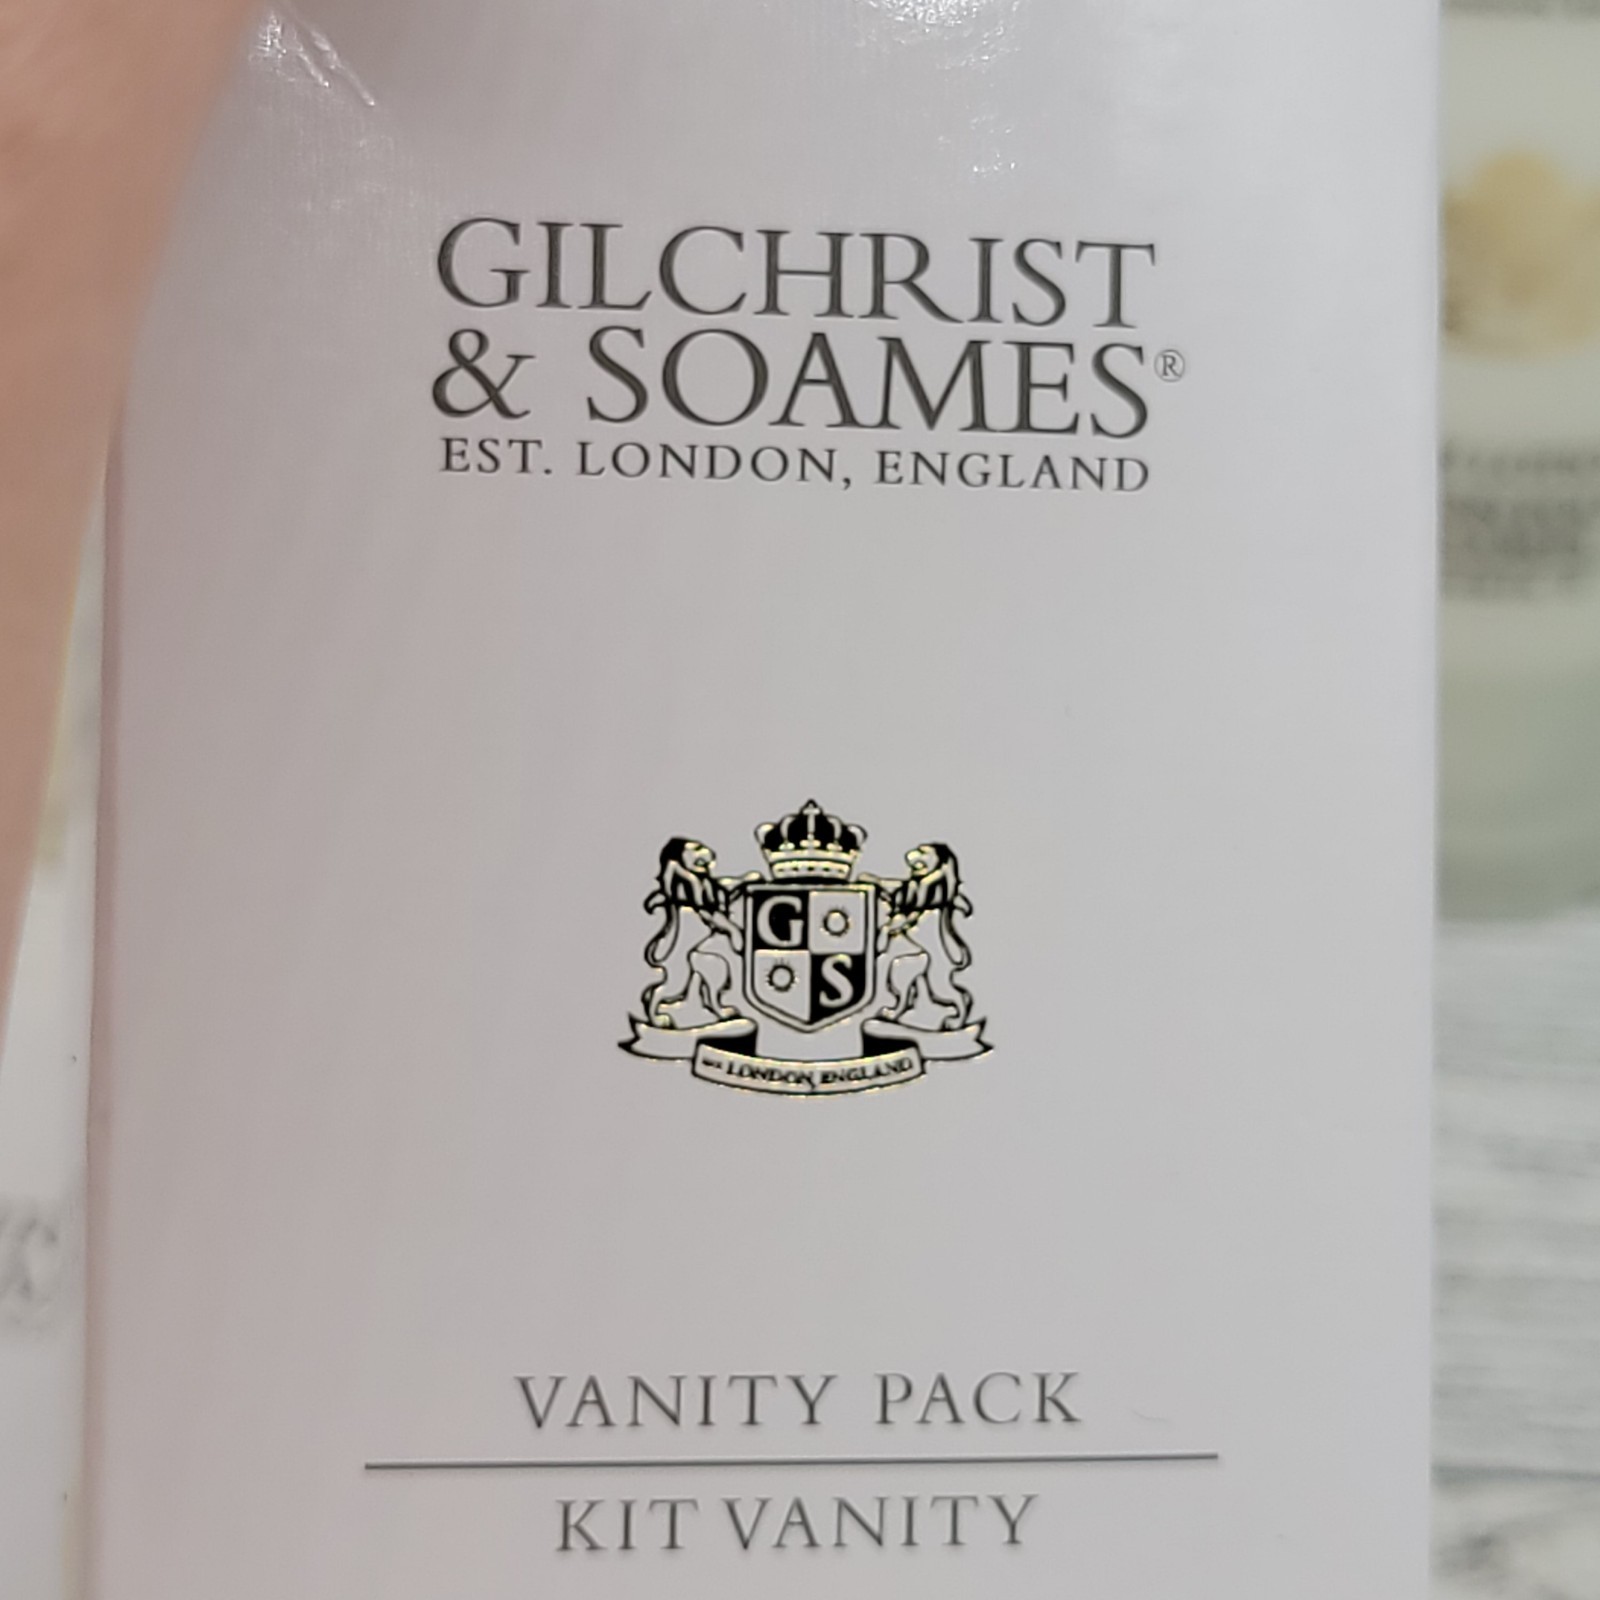 GILCHRIST
& SOAMES®
EST. LONDON, ENGLAND
G
S
LONDON, ENGLAND
VANITY PACK
KIT VANITY